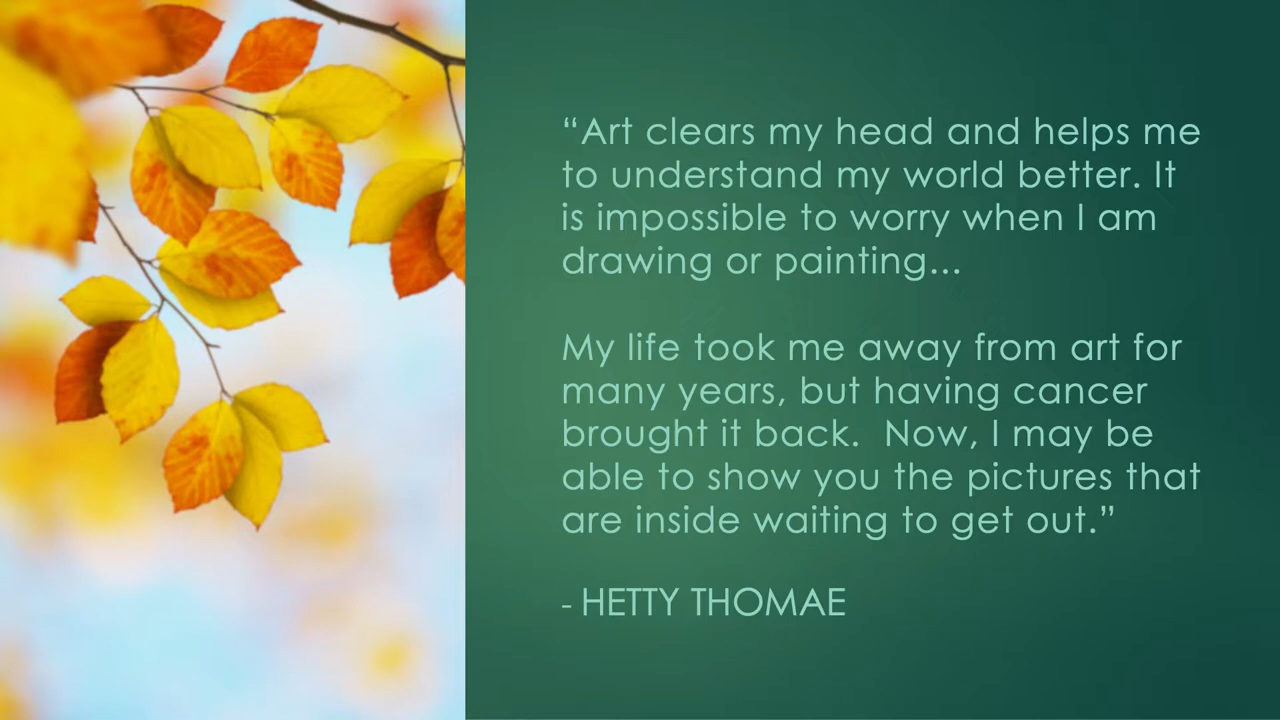 “Art clears my head and helps me
to understand my world better. It
is impossible to worry when I am
drawing or painting...
My life took me away from art for
many years, but having cancer
brought it back.  Now, I may be
able to show you the pictures that
are inside waiting to get out.”
- HETTY THOMAE